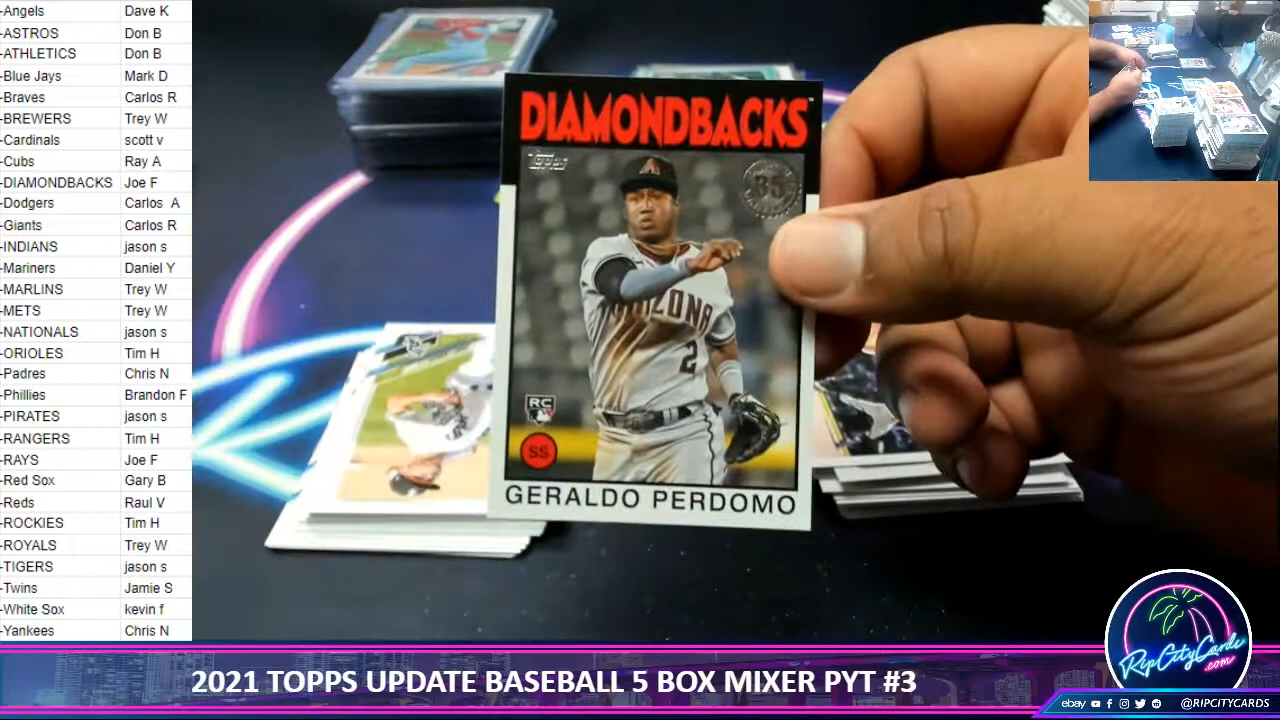 -Angels Dave K
-ASTROS Don B
-ATHLETICS Don B
-Blue Jays Mark D
-Braves Carlos R
-BREWERS Trey W
-Cardinals scott v
-Cubs Ray A
-DIAMONDBACKS Joe F
-Dodgers Carlos A
-Giants Carlos R
-INDIANS jason s
-Mariners Daniel Y
-MARLINS Trey W
-METS Trey W
-NATIONALS jason s
-ORIOLES Tim H
-Padres Chris N
-Phillies Brandon F
-PIRATES jason s
-RANGERS Tim H
-RAYS Joe F
-Red Sox Gary B
-Reds Raul V
-ROCKIES Tim H
-ROYALS Trey W
-TIGERS jason s
-Twins Jamie S
-White Sox kevin f
-Yankees Chris N
DIAMONDBACKS™
Topps
35
A
ARIZONA
2
RC
SS
GERALDO PERDOMO
RipCityCards
.com
2021 TOPPS UPDATE BASEBALL 5 BOX MIXER PYT #3
ebay @RIPCITYCARDS